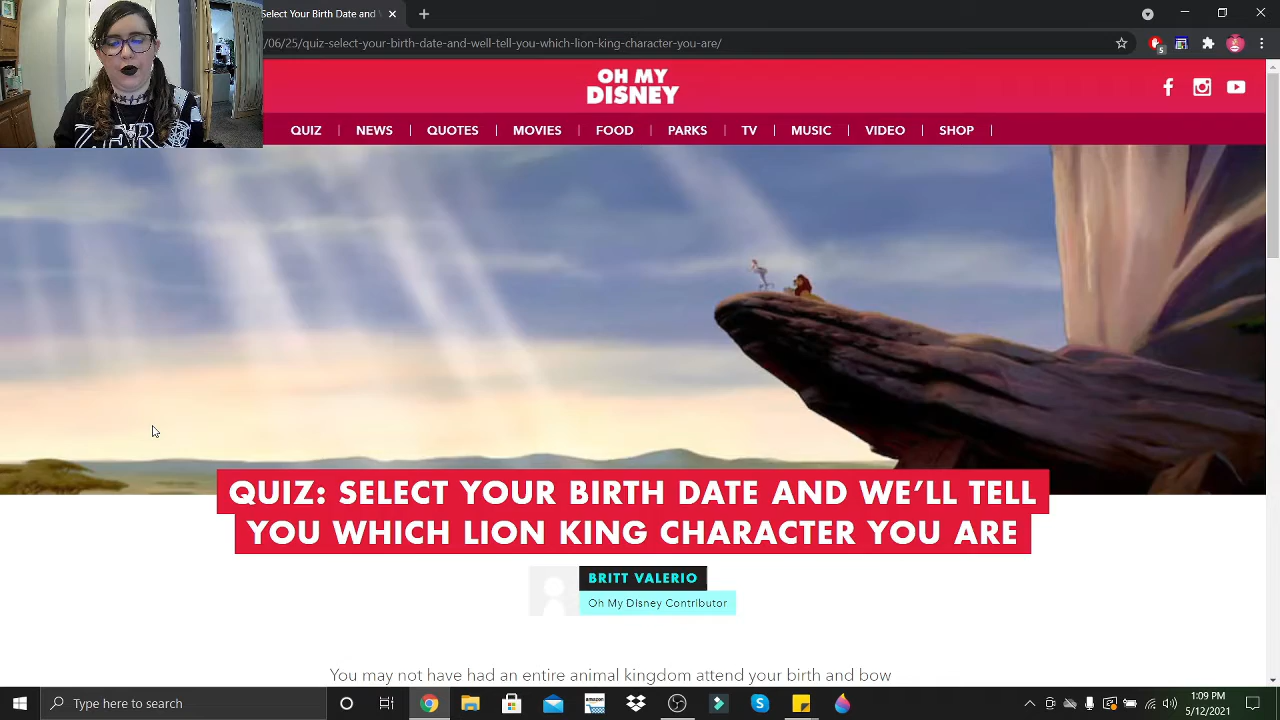 Select Your Birth Date and
/06/25/quiz-select-your-birth-date-and-well-tell-you-which-lion-king-character-you-are/
5
OH MY
DISNEY
QUIZ
NEWS
QUOTES
MOVIES
FOOD
PARKS
TV
MUSIC
VIDEO
SHOP
QUIZ: SELECT YOUR BIRTH DATE AND WE'LL TELL
YOU WHICH LION KING CHARACTER YOU ARE
BRITT VALERIO
Oh My Disney Contributor
You may not have had an entire animal kingdom attend your birth and bow
Type here to search
amazon
1:09 PM
5/12/2021